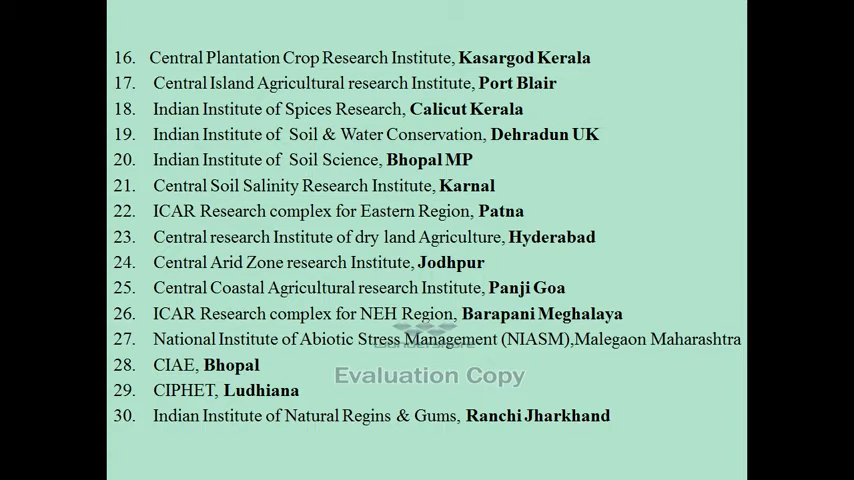 16. Central Plantation Crop Research Institute, Kasargod Kerala
17. Central Island Agricultural research Institute, Port Blair
18. Indian Institute of Spices Research, Calicut Kerala
19. Indian Institute of Soil & Water Conservation, Dehradun UK
20. Indian Institute of Soil Science, Bhopal MP
21. Central Soil Salinity Research Institute, Karnal
22. ICAR Research complex for Eastern Region, Patna
23. Central research Institute of dry land Agriculture, Hyderabad
24. Central Arid Zone research Institute, Jodhpur
25. Central Coastal Agricultural research Institute, Panji Goa
26. ICAR Research complex for NEH Region, Barapani Meghalaya
27. National Institute of Abiotic Stress Management (NIASM),Malegaon Maharashtra
28. CIAE, Bhopal
Evaluation Copy
29. CIPHET, Ludhiana
30. Indian Institute of Natural Regins & Gums, Ranchi Jharkhand